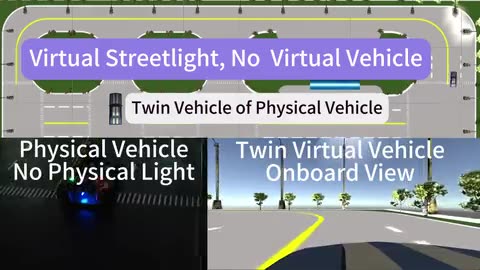 Virtual Streetlight, No Virtual Vehicle
Twin Vehicle of Physical Vehicle
Physical Vehicle
No Physical Light
Twin Virtual Vehicle
Onboard View